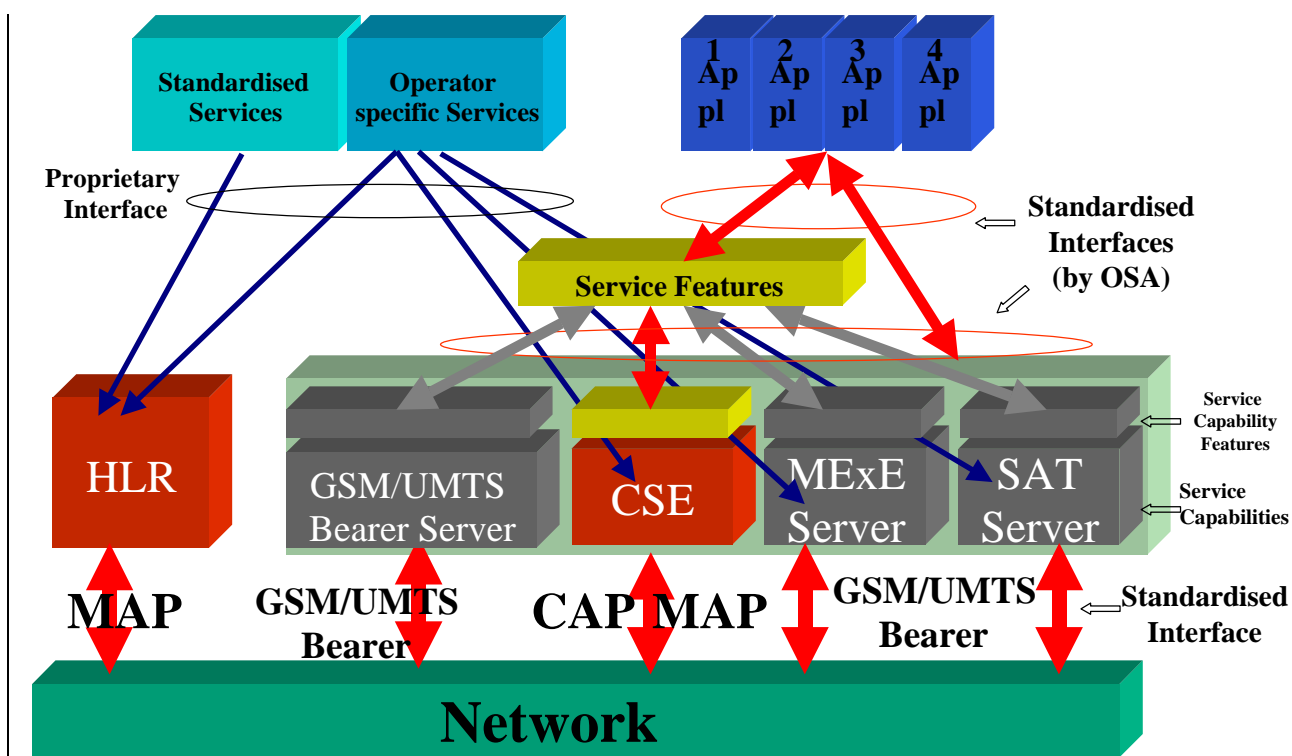 Standardised
Services
Operator
specific Services
1
Ap
pl
2
Ap
pl
3
Ap
pl
4
Ap
pl
Proprietary
Interface
Standardised
Interfaces
(by OSA)
Service Features
Service
Capability
Features
HLR
GSM/UMTS
Bearer Server
CSE
MExE
Server
SAT
Server
Service
Capabilities
MAP
GSM/UMTS
Bearer
CAP MAP
GSM/UMTS
Bearer
Standardised
Interface
Network